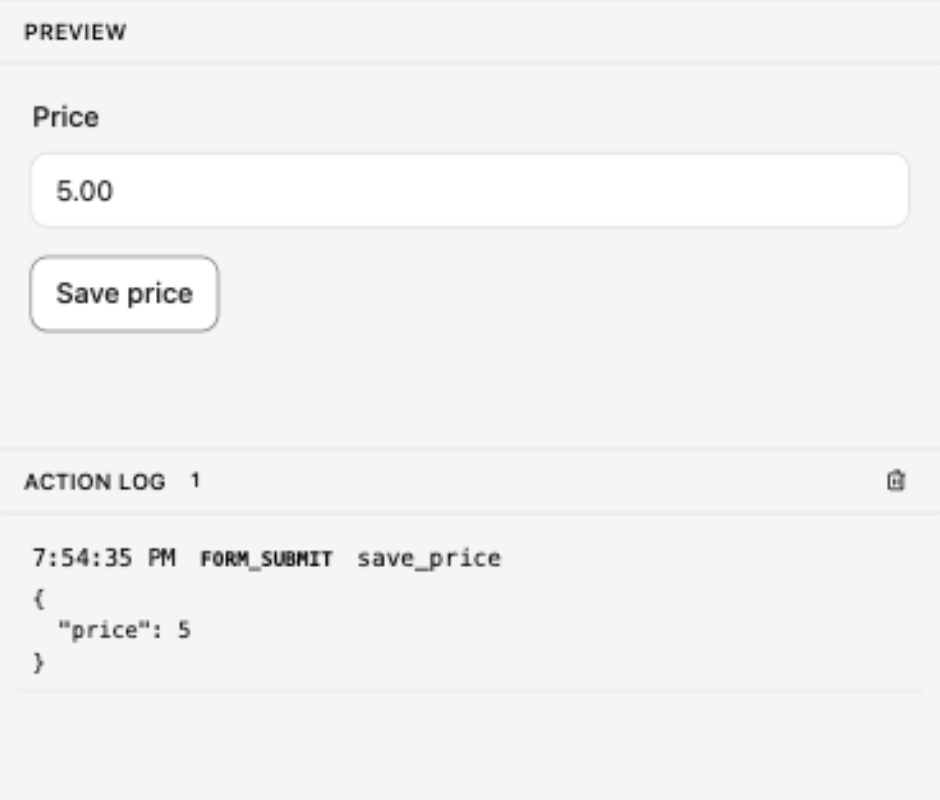 PREVIEW
Price
5.00
Save price
ACTION LOG 1
7:54:35 PM FORM_SUBMIT save_price
{
  "price": 5
}